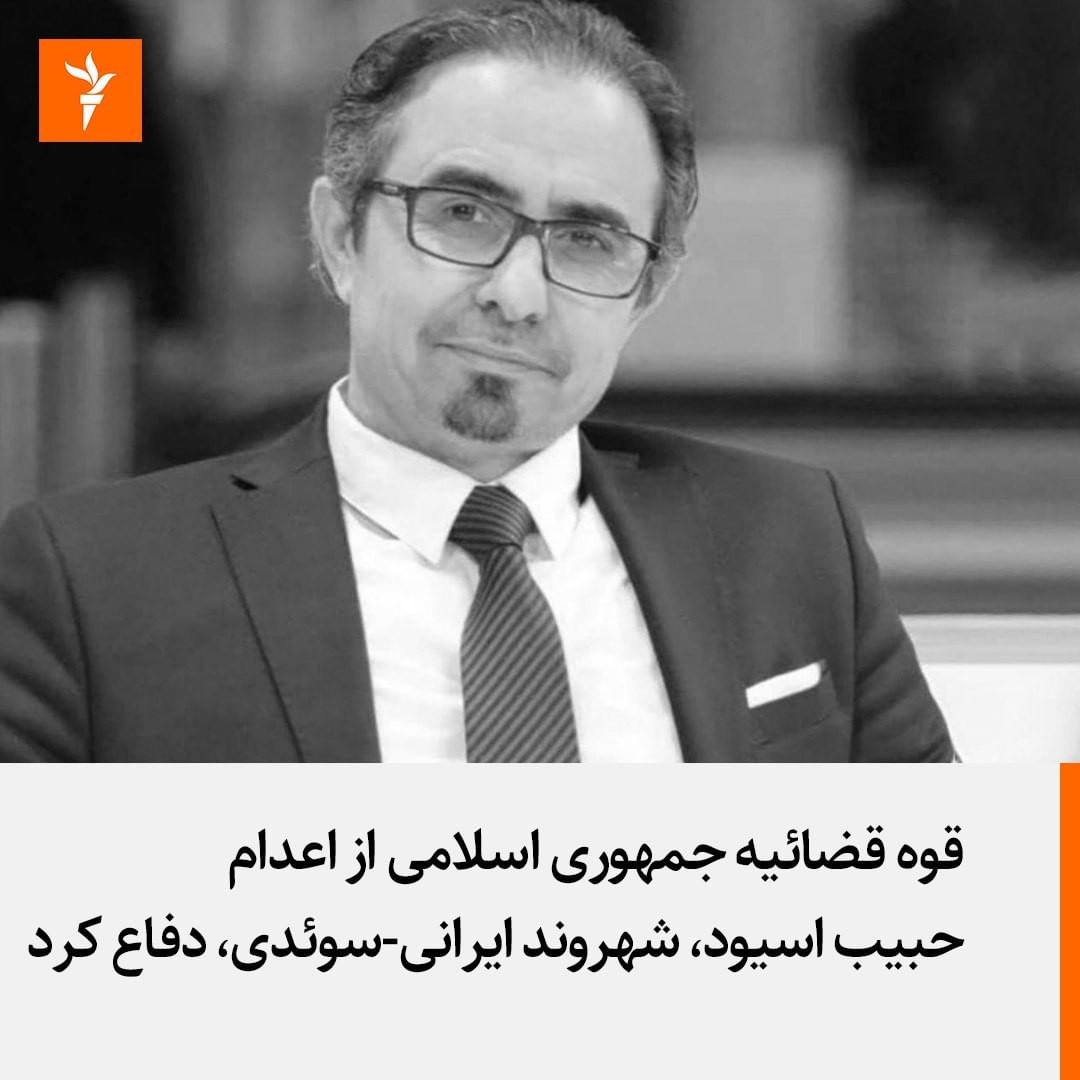 قوه قضائیه جمهوری اسلامی از اعدام
حبیب اسیود، شهروند ایرانی-سوئدی، دفاع کرد